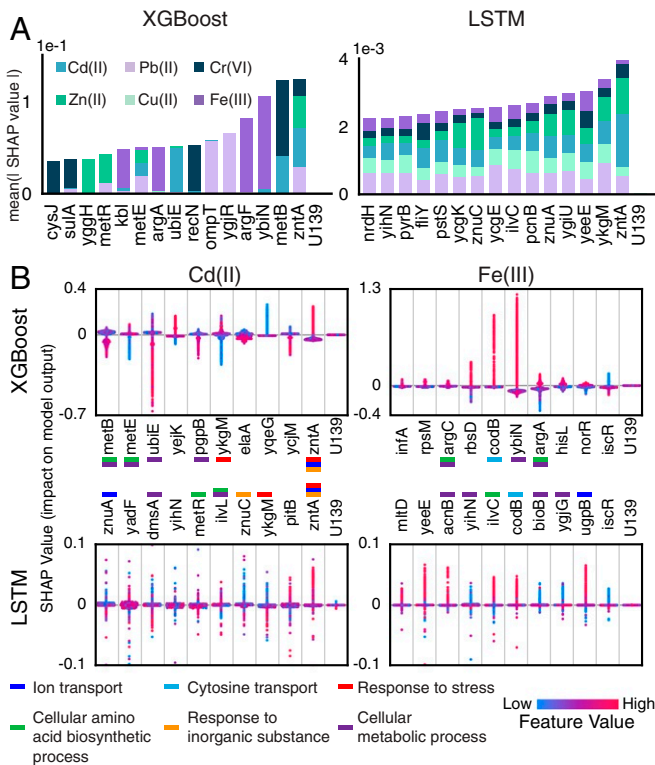 XGBoost
LSTM
A
1e-1
Cd(II)
Pb(II)
Cr(VI)
Zn(II)
Cu(II)
Fe(III)
mean(| SHAP value |)
1
0
cysJ
sulA
yggH
metR
kbl
metE
argA
ubiE
recN
ompT
ygjR
argF
ybiN
metB
zntA
U139
4e-3
2
0
nrdH
yihN
pyrB
fliY
pstS
ycgK
znuC
ycgE
ilvC
pcnB
znuA
ygiU
yeeE
ykgM
zntA
U139
B
Cd(II)
Fe(III)
XGBoost
LSTM
SHAP Value (impact on model output)
0.4
0
-0.7
metB
metE
ubiE
yejK
pgpB
ykgM
elaA
yqeG
ycjM
zntA
U139
1.3
0
-0.4
infA
rpsM
argC
rbsD
codB
ybiN
argA
hisL
norR
iscR
U139
znuA
yadF
dmsA
yihN
metR
ilvL
znuC
ykgM
pitB
zntA
U139
0.1
0
-0.1
mltD
yeeE
acnB
yihN
ilvC
codB
bioB
ygjG
ugpB
iscR
U139
0.1
0
-0.1
Ion transport
Cytosine transport
Response to stress
Cellular amino
acid biosynthetic
process
Response to
inorganic substance
Cellular
metabolic process
Low
High
Feature Value